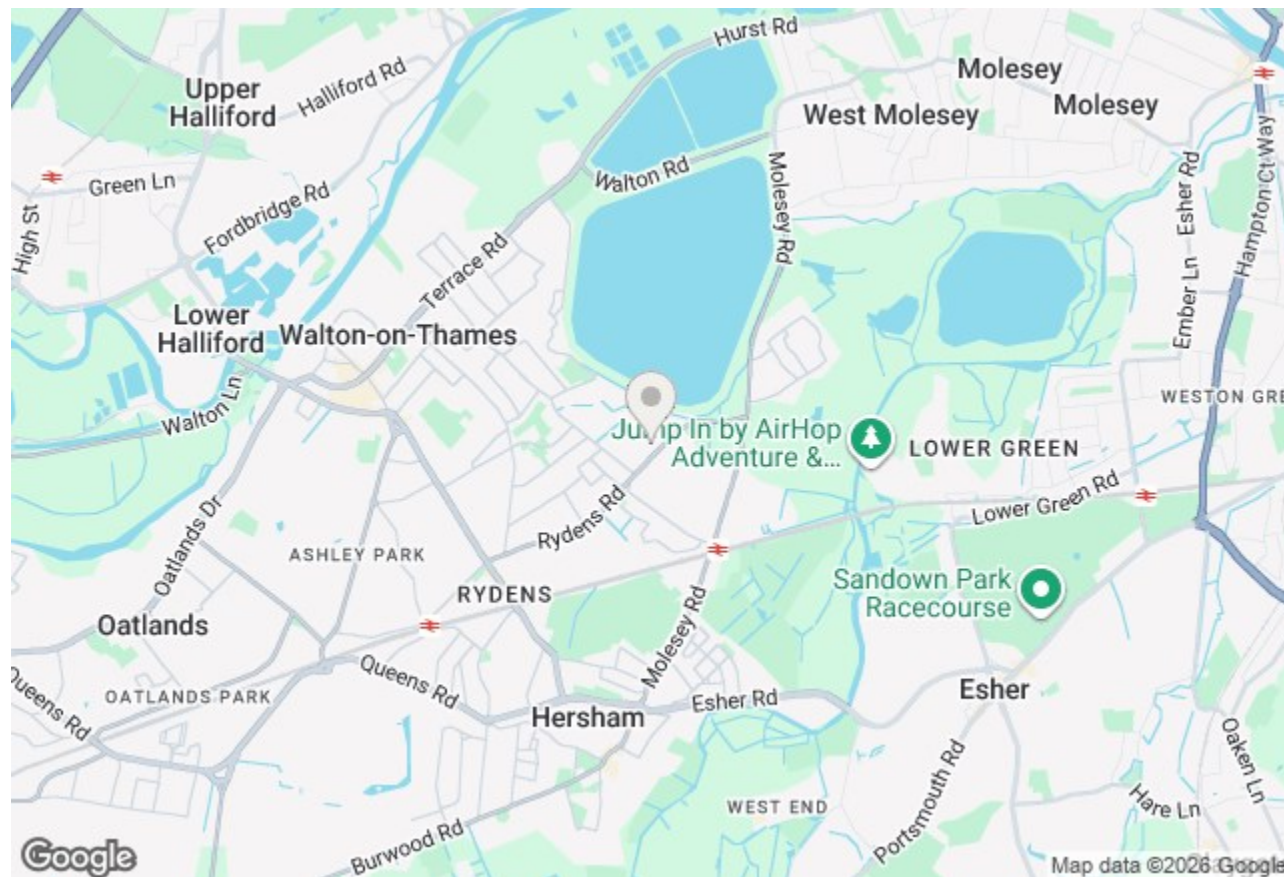 Hurst Rd
Molesey
Upper
Halliford
Halliford Rd
West Molesey
Molesey
Green Ln
Walton Rd
Molesey Rd
Esher Rd
Hampton Ct Way
High St
Fordbridge Rd
Terrace Rd
Ember Ln
Lower
Halliford
Walton-on-Thames
Walton Ln
WESTON GRE
Jump In by AirHop
Adventure &...
LOWER GREEN
Lower Green Rd
Oatlands Dr
Rydens Rd
ASHLEY PARK
RYDENS
Sandown Park
Racecourse
Oatlands
Molesey Rd
Queens Rd
OATLANDS PARK
Queens Rd
Esher Rd
Esher
Hersham
Oaken Ln
Portsmouth Rd
WEST END
Hare Ln
Burwood Rd
Google
Map data ©2026 Google